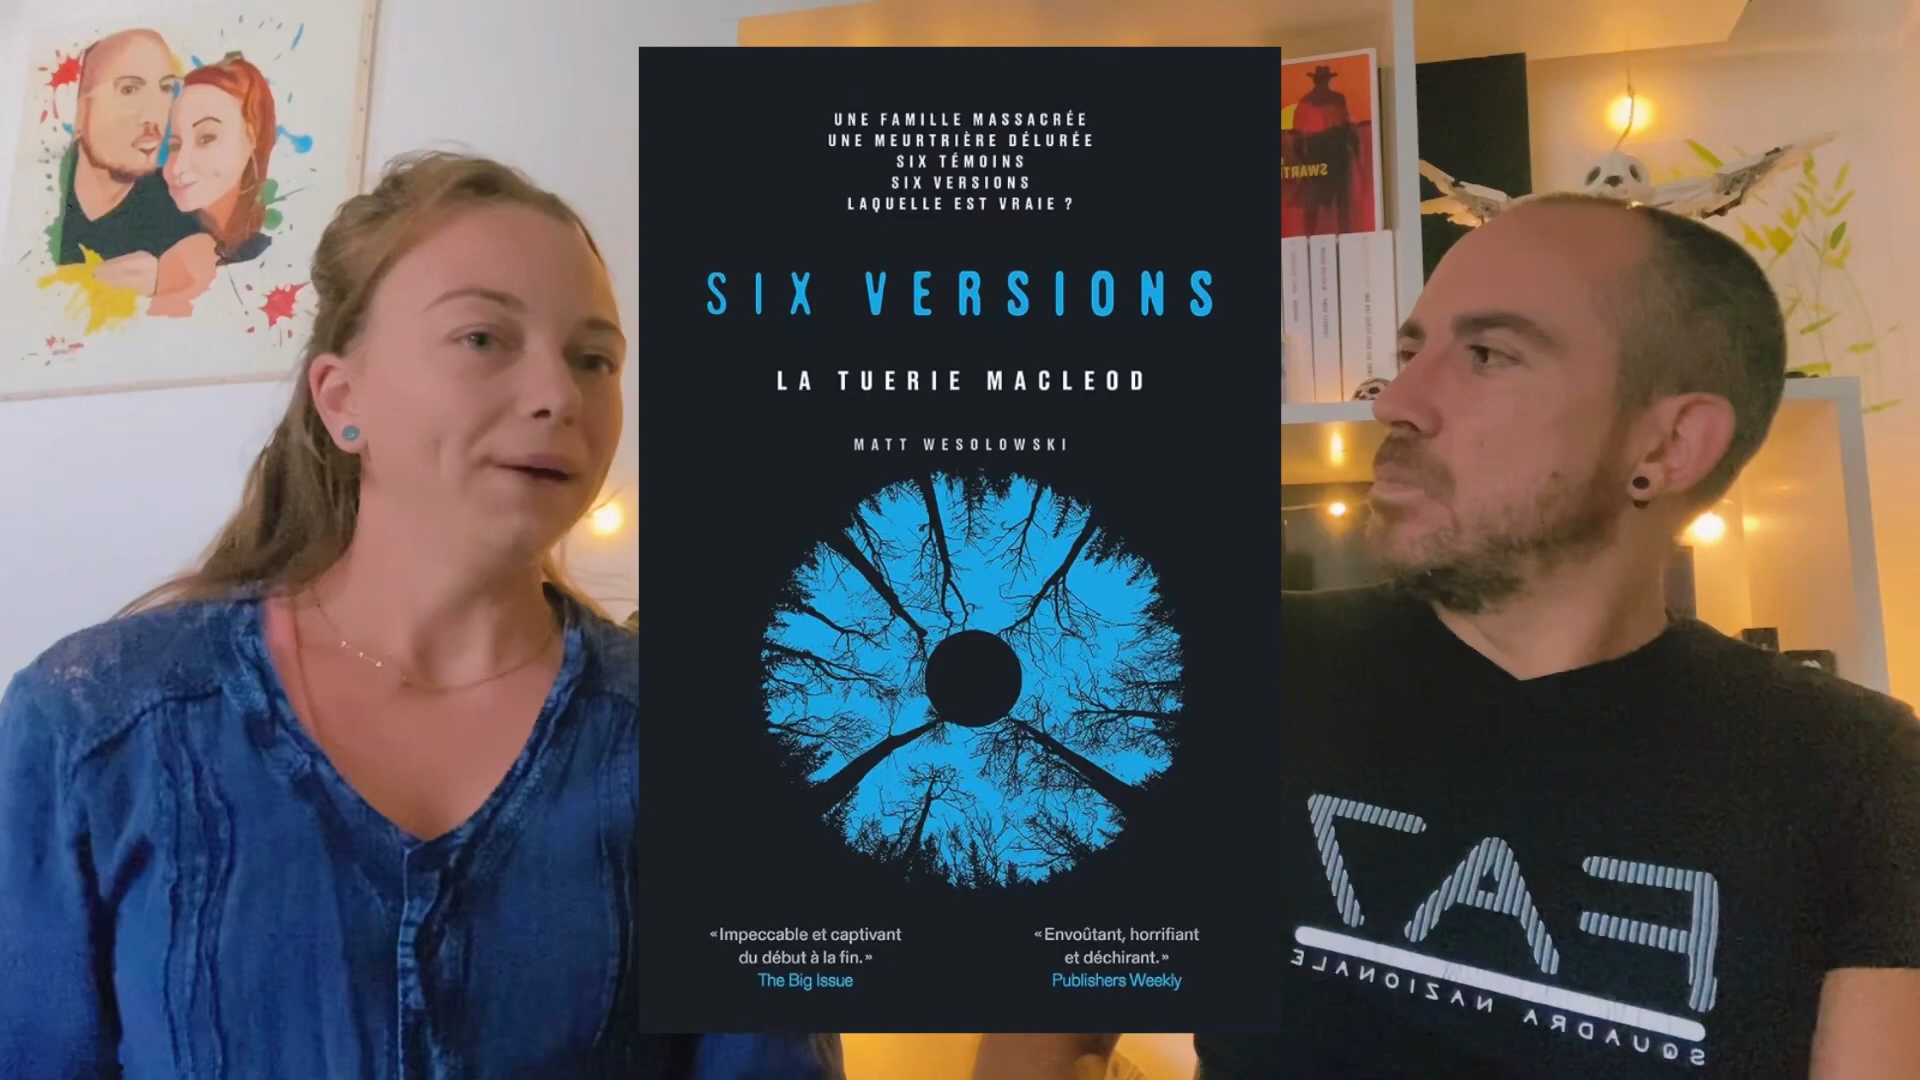 UNE FAMILLE MASSACRÉE
UNE MEURTRIÈRE DÉLURÉE
SIX TÉMOINS
SIX VERSIONS
LAQUELLE EST VRAIE ?
SIX VERSIONS
LA TUERIE MACLEOD
MATT WESOLOWSKI
«Impeccable et captivant
du début à la fin.»
The Big Issue
«Envoûtant, horrifiant
et déchirant.»
Publishers Weekly
SWART
EA7
SQUADRA NAZIONALE